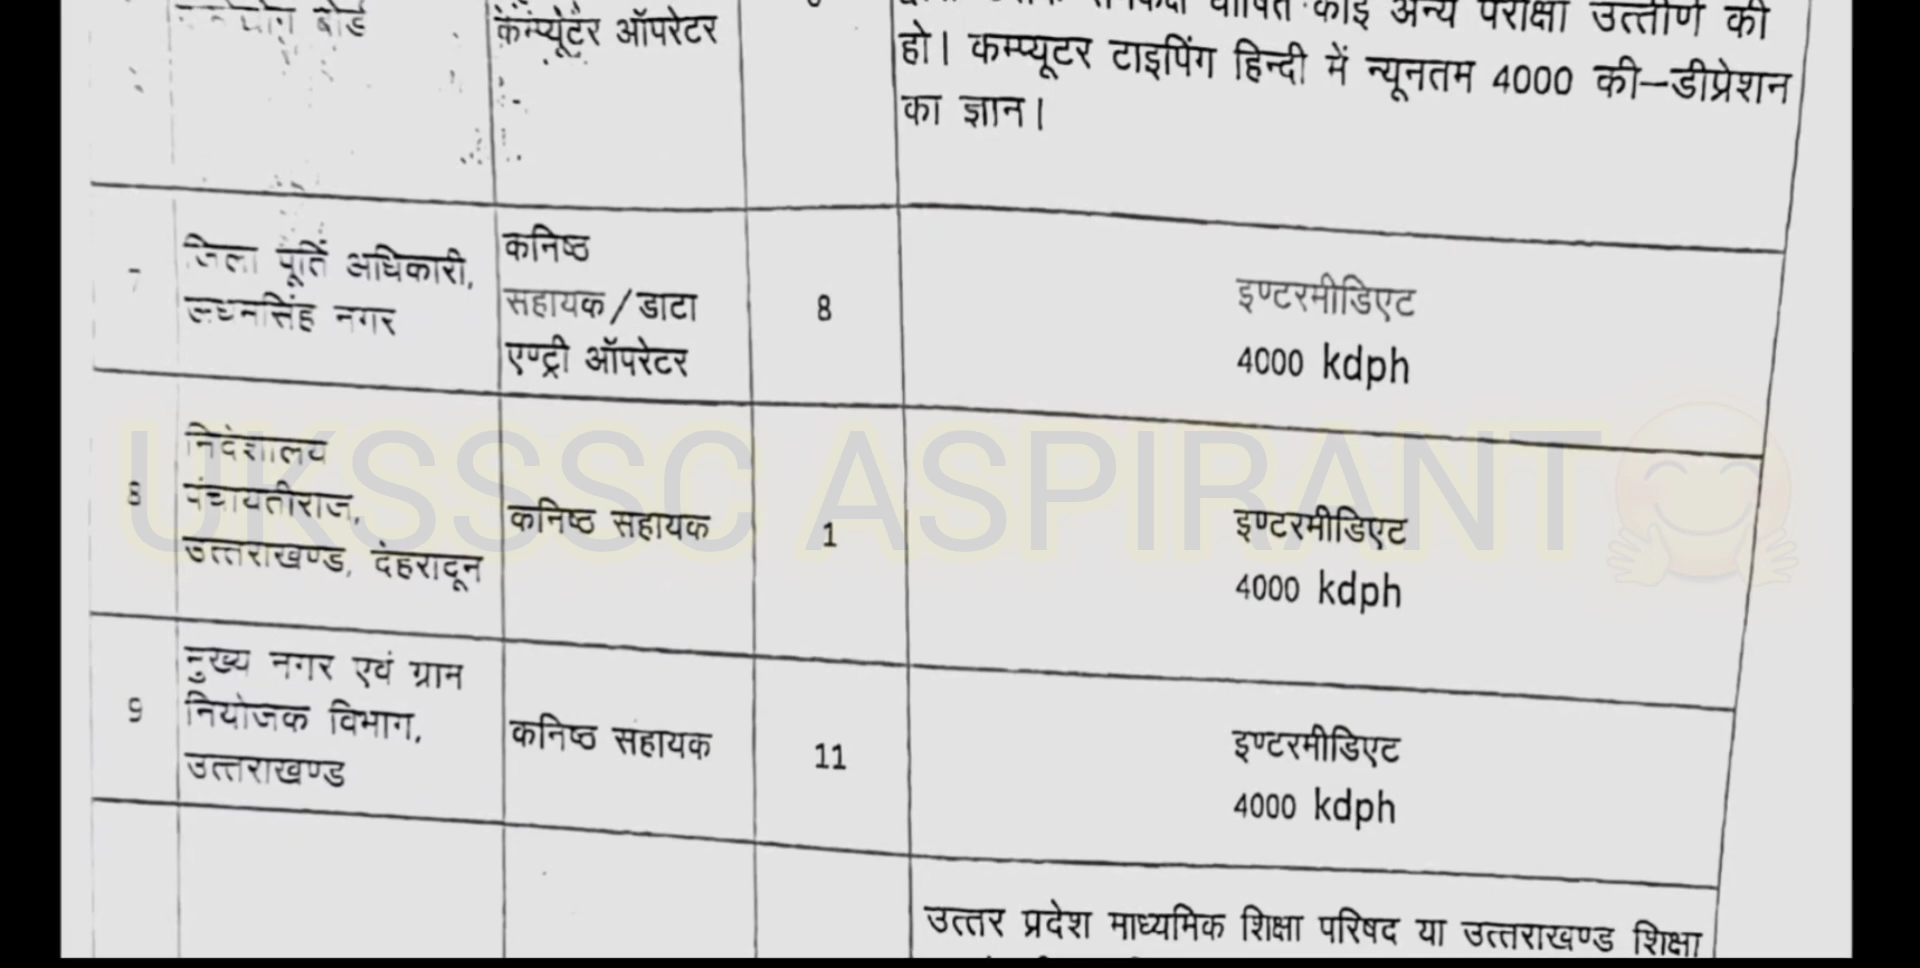 बोर्ड
कम्प्यूटर ऑपरेटर
कोई अन्य परीक्षा उत्तीर्ण की
हो। कम्प्यूटर टाइपिंग हिन्दी में न्यूनतम 4000 की–डीप्रेशन
का ज्ञान।
7
जिला पूर्ति अधिकारी,
ऊधमसिंह नगर
कनिष्ठ
सहायक/डाटा
एण्ट्री ऑपरेटर
8
इण्टरमीडिएट
4000 kdph
8
निदेशालय
पंचायतीराज,
उत्तराखण्ड, देहरादून
कनिष्ठ सहायक
1
इण्टरमीडिएट
4000 kdph
UKSSSC ASPIRANT
9
मुख्य नगर एवं ग्राम
नियोजक विभाग,
उत्तराखण्ड
कनिष्ठ सहायक
11
इण्टरमीडिएट
4000 kdph
उत्तर प्रदेश माध्यमिक शिक्षा परिषद या उत्तराखण्ड शिक्षा